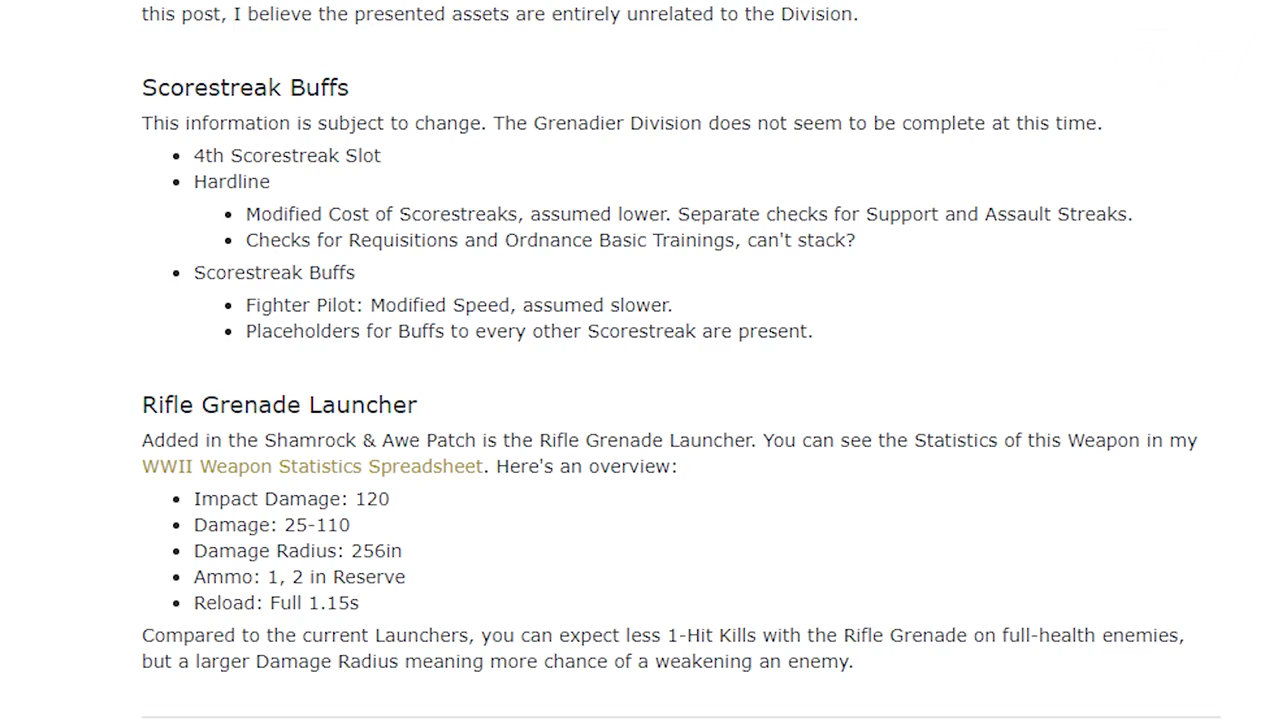 this post, I believe the presented assets are entirely unrelated to the Division.
Scorestreak Buffs
This information is subject to change. The Grenadier Division does not seem to be complete at this time.
• 4th Scorestreak Slot
• Hardline
• Modified Cost of Scorestreaks, assumed lower. Separate checks for Support and Assault Streaks.
• Checks for Requisitions and Ordnance Basic Trainings, can't stack?
• Scorestreak Buffs
• Fighter Pilot: Modified Speed, assumed slower.
• Placeholders for Buffs to every other Scorestreak are present.
Rifle Grenade Launcher
Added in the Shamrock & Awe Patch is the Rifle Grenade Launcher. You can see the Statistics of this Weapon in my
WWII Weapon Statistics Spreadsheet. Here's an overview:
• Impact Damage: 120
• Damage: 25-110
• Damage Radius: 256in
• Ammo: 1, 2 in Reserve
• Reload: Full 1.15s
Compared to the current Launchers, you can expect less 1-Hit Kills with the Rifle Grenade on full-health enemies,
but a larger Damage Radius meaning more chance of a weakening an enemy.